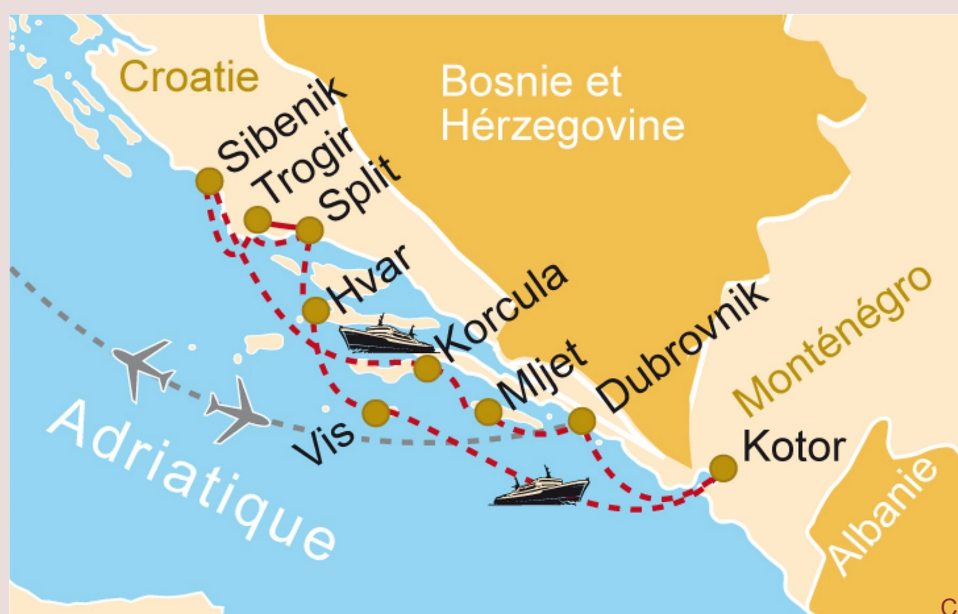 Croatie
Bosnie et
Hérzegovine
Sibenik
Trogir
Split
Hvar
Korcula
Mljet
Dubrovnik
Vis
Monténégro
Kotor
Adriatique
Albanie
C